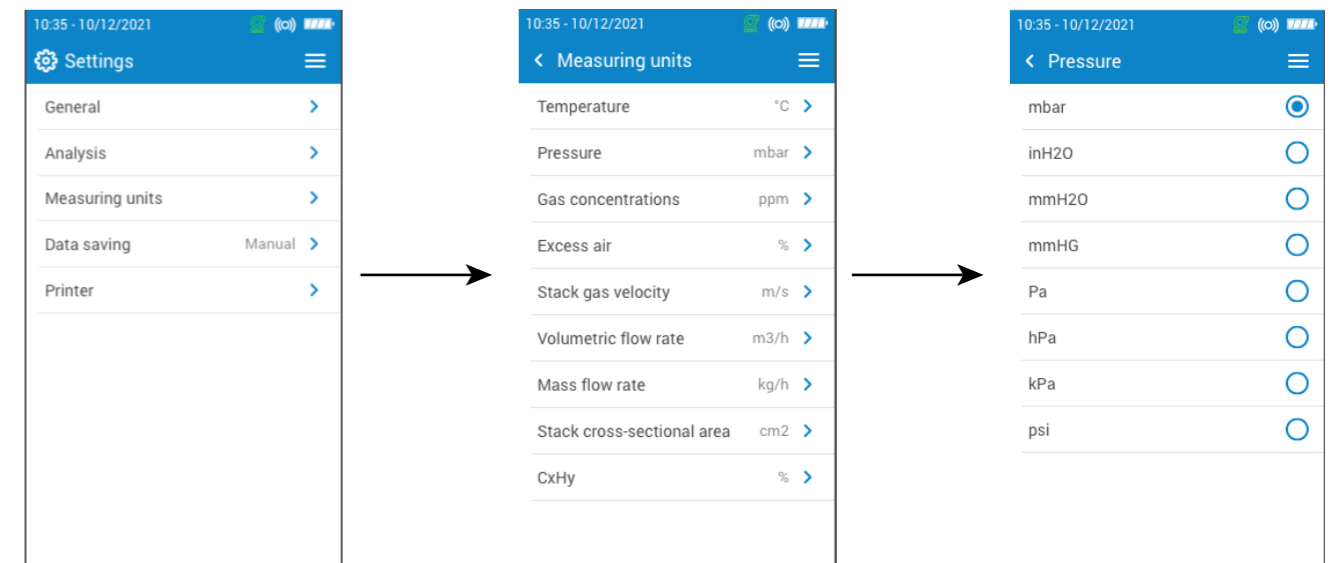 10:35 - 10/12/2021
Settings
General
Analysis
Measuring units
Data saving Manual
Printer
10:35 - 10/12/2021
Measuring units
Temperature °C
Pressure mbar
Gas concentrations ppm
Excess air %
Stack gas velocity m/s
Volumetric flow rate m3/h
Mass flow rate kg/h
Stack cross-sectional area cm2
CxHy %
10:35 - 10/12/2021
Pressure
mbar
inH2O
mmH2O
mmHG
Pa
hPa
kPa
psi